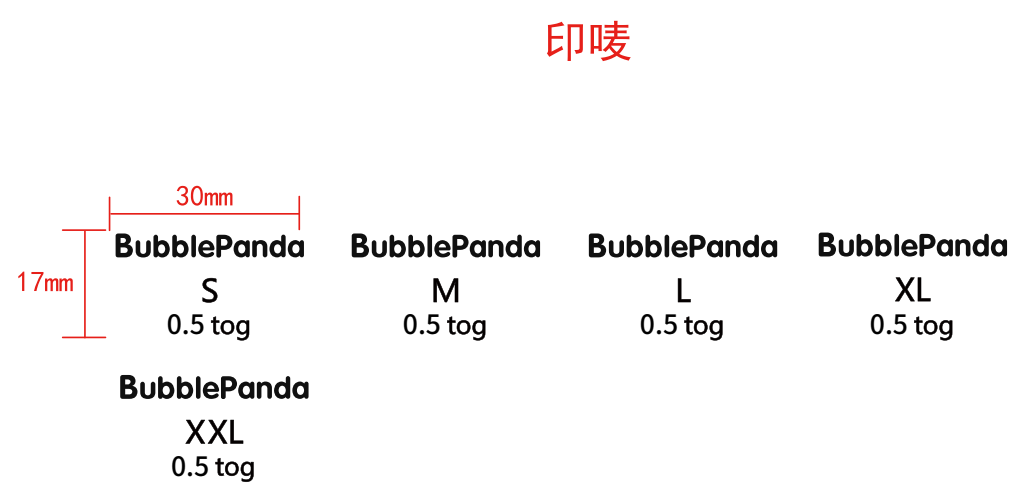 印唛
30mm
17mm
BubblePanda
S
0.5 tog
BubblePanda
M
0.5 tog
BubblePanda
L
0.5 tog
BubblePanda
XL
0.5 tog
BubblePanda
XXL
0.5 tog